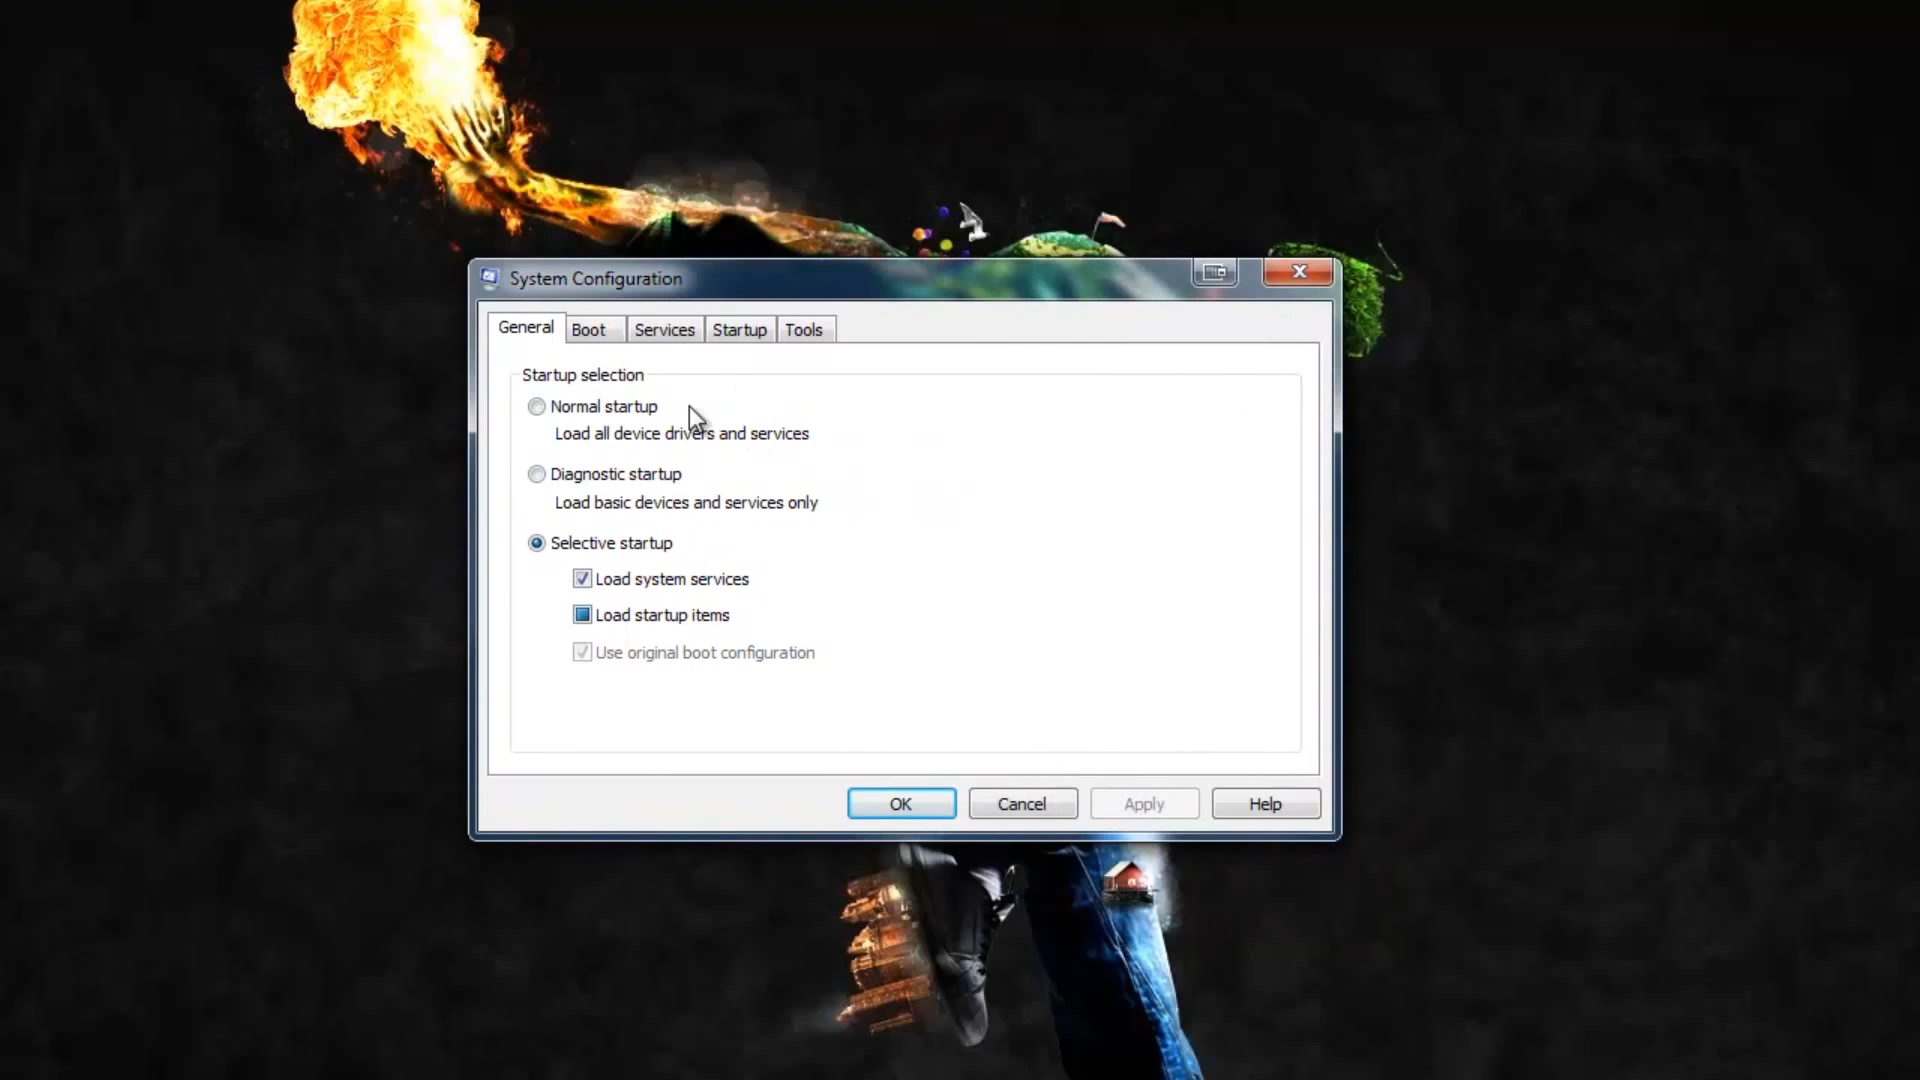 System Configuration
General Boot Services Startup Tools
Startup selection
Normal startup
Load all device drivers and services
Diagnostic startup
Load basic devices and services only
Selective startup
Load system services
Load startup items
Use original boot configuration
OK Cancel Apply Help